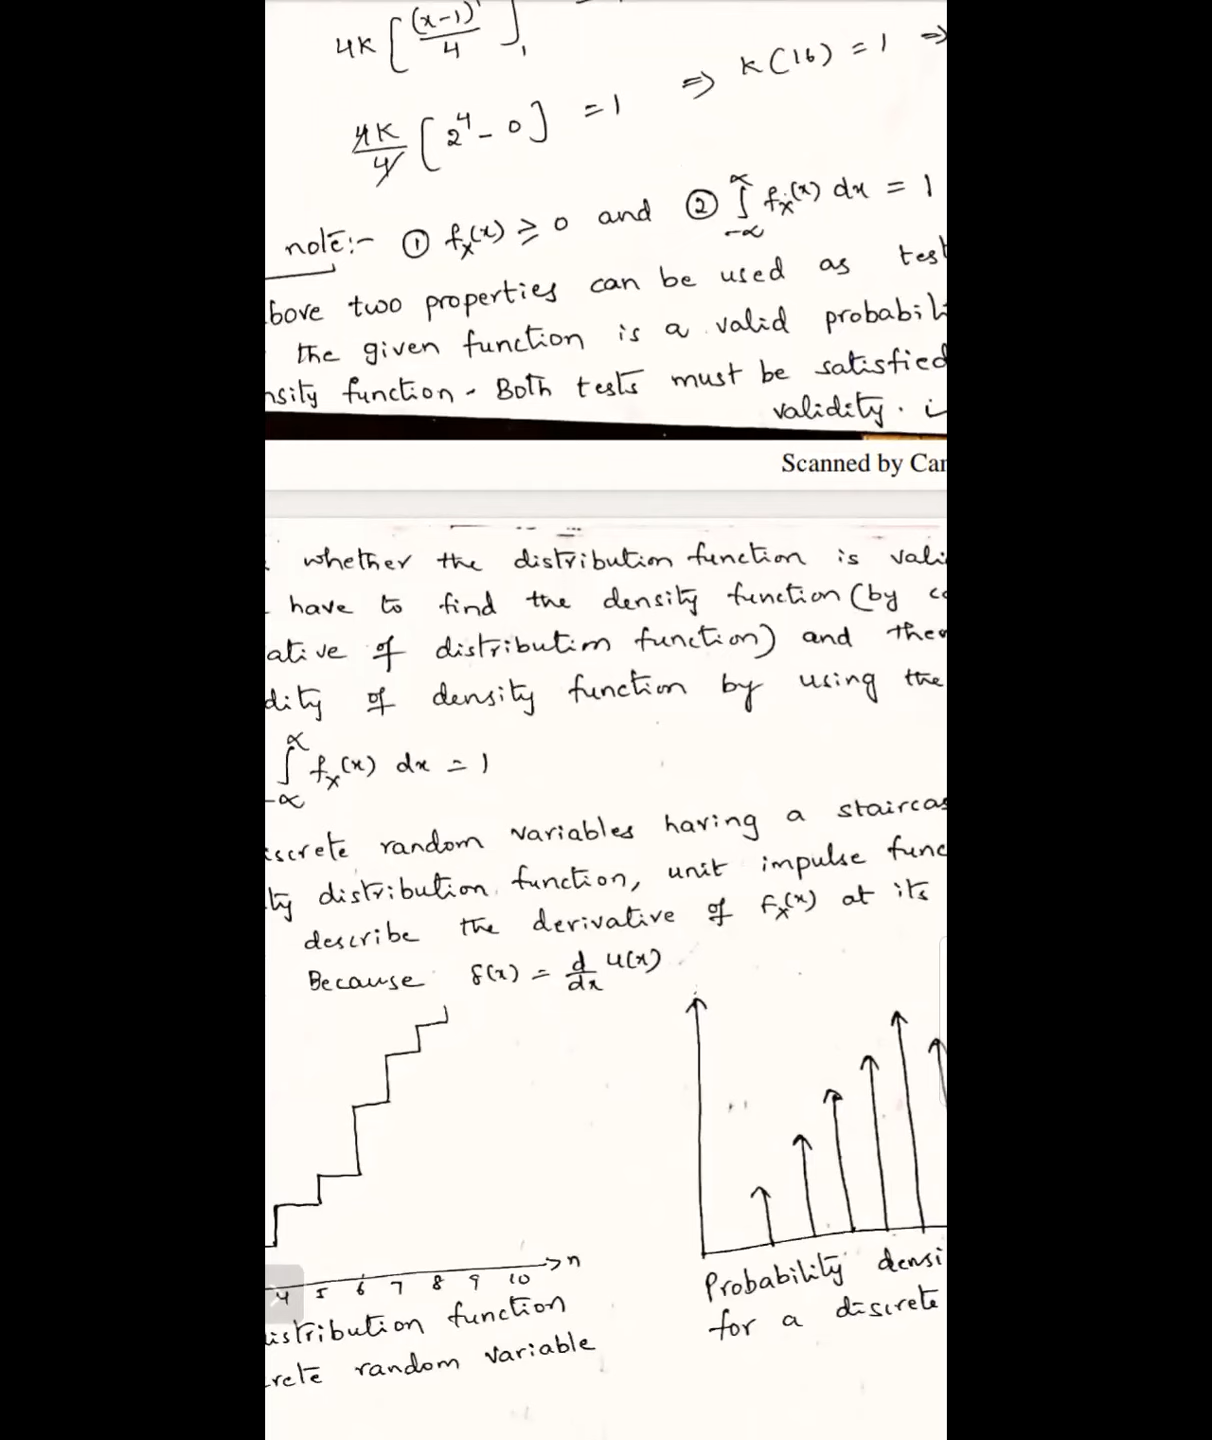 4K [ (x-1)
4 ] 1
4K/4 [ 2^4 - 0 ] = 1 ⇒ K(16) = 1 ⇒
note:- ① fx(x) ≥ 0 and ② ∫ -∞ ∞ fx(x) dx = 1
bove two properties can be used as test
the given function is a valid probabil
nsity function. Both tests must be satisfied
validity. i
Scanned by Car
whether the distribution function is vali
have to find the density function (by c
ative of distribution function) and then
dity of density function by using the
∫ -∞ ∞ fx(x) dx = 1
iscrete random variables having a stairca
ty distribution function, unit impulse func
describe the derivative of Fx(x) at its
Because δ(x) = d/dx u(x)
> n
4 5 6 7 8 9 10
istribution function
rete random variable
Probability densi
for a discrete